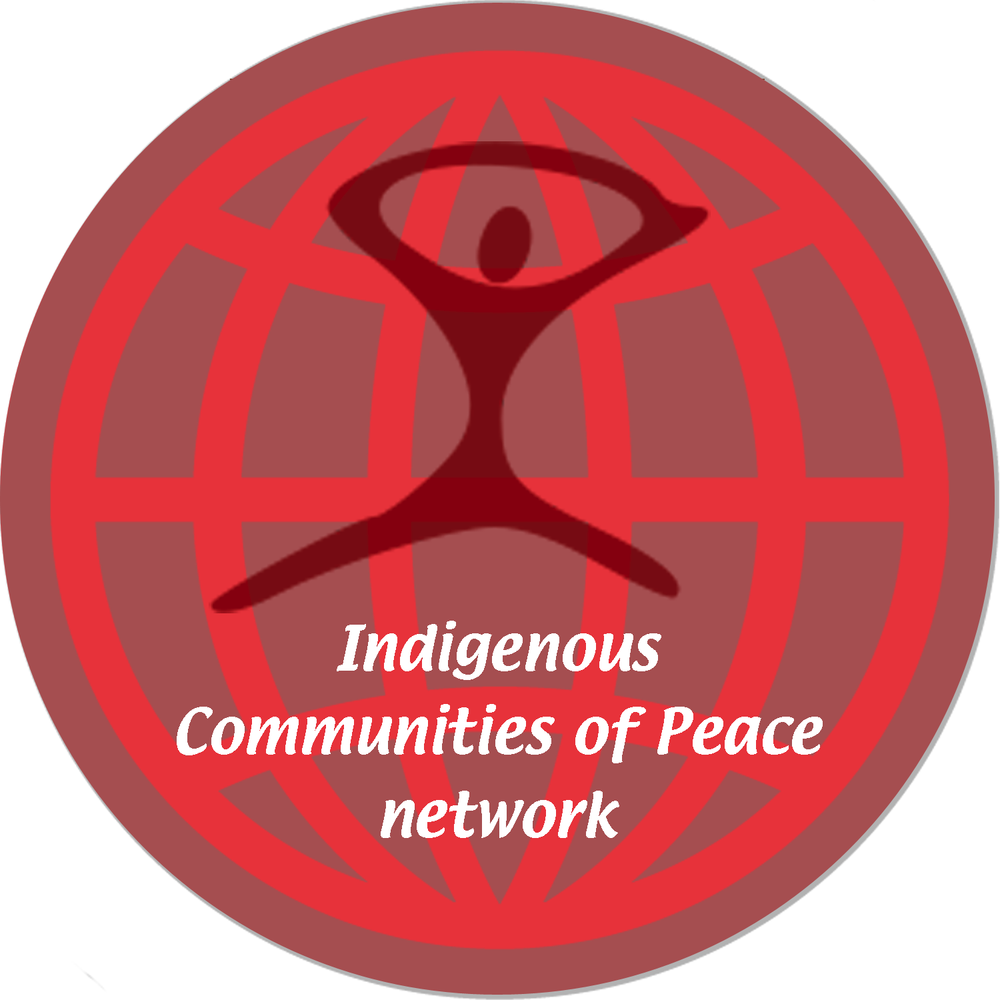 Indigenous
Communities of Peace
network